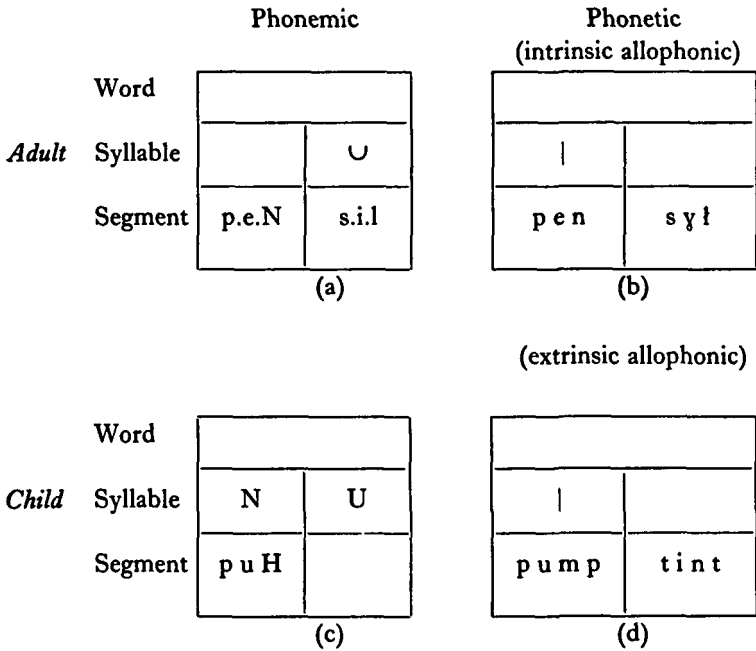 Phonemic Phonetic
(intrinsic allophonic)
Word
Adult Syllable ∪ |
Segment p.e.N s.i.l p e n s ɣ ɫ
(a) (b)
(extrinsic allophonic)
Word
Child Syllable N U |
Segment p u H p u m p t i n t
(c) (d)